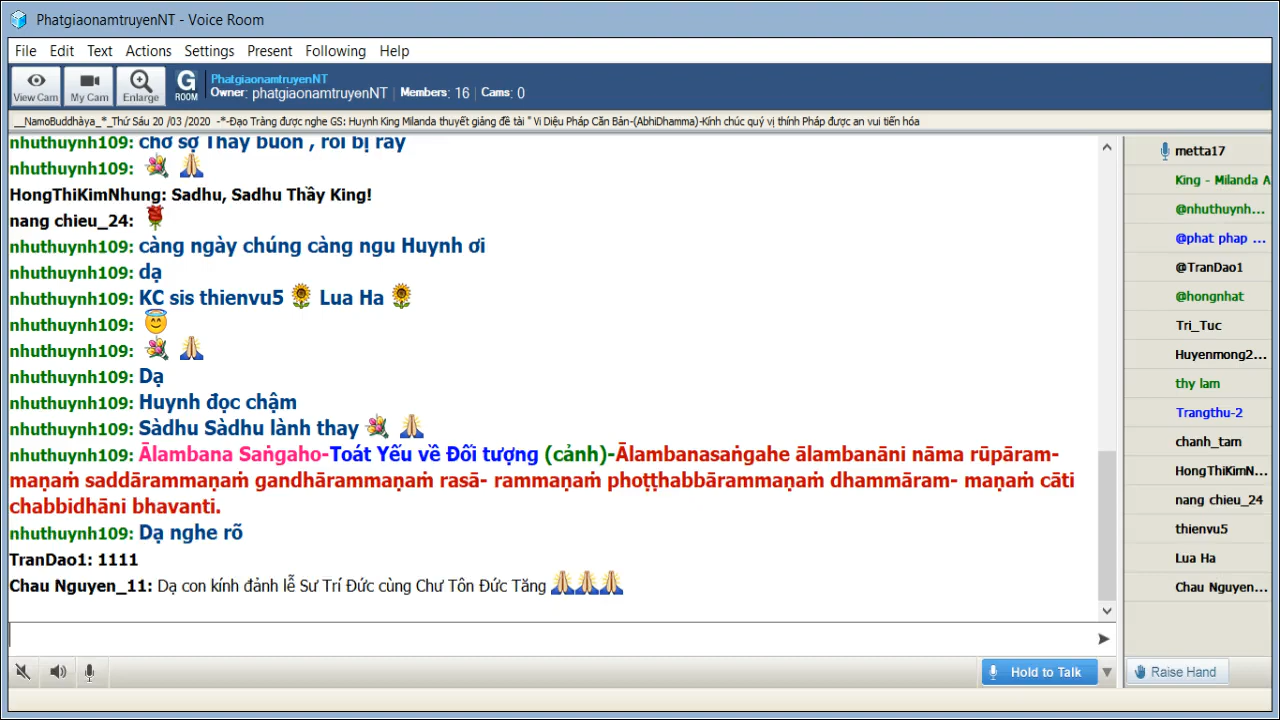 PhatgiaonamtruyenNT - Voice Room
File Edit Text Actions Settings Present Following Help
View Cam My Cam Enlarge G ROOM
PhatgiaonamtruyenNT
Owner: phatgiaonamtruyenNT Members: 16 Cams: 0
__NamoBuddhàya_*_Thứ Sáu 20 /03 /2020 -*-Đạo Tràng được nghe GS: Huynh King Milanda thuyết giảng đề tài " Vi Diệu Pháp Căn Bản-(AbhiDhamma)-Kính chúc quý vị thính Pháp được an vui tiến hóa
nhuthuynh109: chớ sợ Thầy buồn , rồi bị rầy
nhuthuynh109:
HongThiKimNhung: Sadhu, Sadhu Thầy King!
nang chieu_24:
nhuthuynh109: càng ngày chúng càng ngu Huynh ơi
nhuthuynh109: dạ
nhuthuynh109: KC sis thienvu5 Lua Ha
nhuthuynh109:
nhuthuynh109:
nhuthuynh109: Dạ
nhuthuynh109: Huynh đọc chậm
nhuthuynh109: Sàdhu Sàdhu lành thay
nhuthuynh109: Ālambana Saṅgaho-Toát Yếu về Đối tượng (cảnh)-Ālambanasaṅgahe ālambanāni nāma rūpāram-
maṇaṁ saddārammaṇaṁ gandhārammaṇaṁ rasā- rammaṇaṁ phoṭṭhabbārammaṇaṁ dhammāram- maṇaṁ cāti
chabbidhāni bhavanti.
nhuthuynh109: Dạ nghe rõ
TranDao1: 1111
Chau Nguyen_11: Dạ con kính đảnh lễ Sư Trí Đức cùng Chư Tôn Đức Tăng
metta17
King - Milanda A
@nhuthuynh...
@phat phap ...
@TranDao1
@hongnhat
Tri_Tuc
Huyenmong2...
thy lam
Trangthu-2
chanh_tam
HongThiKimN...
nang chieu_24
thienvu5
Lua Ha
Chau Nguyen...
Hold to Talk
Raise Hand